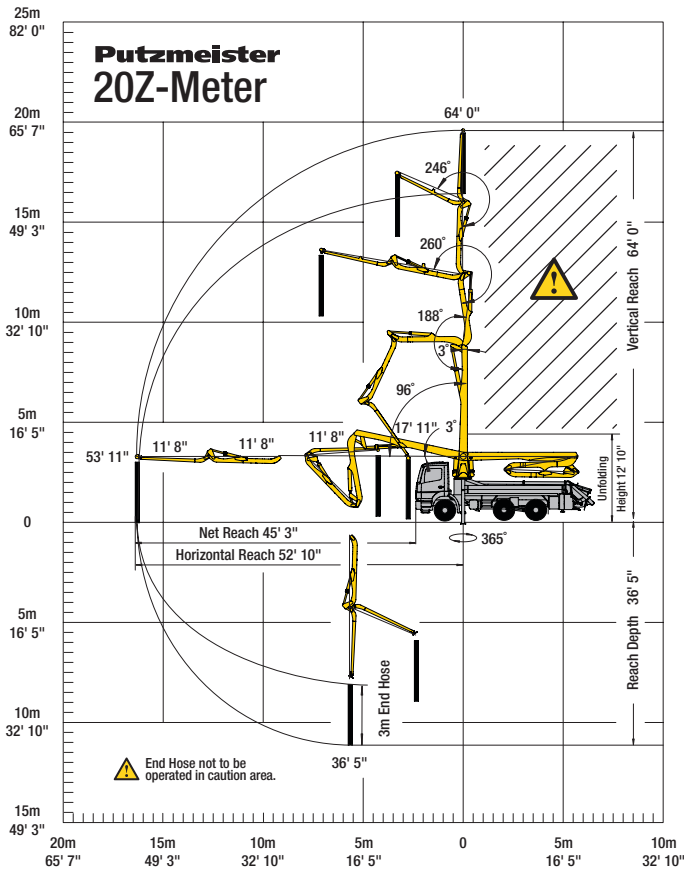 25m
82' 0"
Putzmeister
20Z-Meter
20m
65' 7"
64' 0"
246°
15m
49' 3"
260°
Vertical Reach 64' 0"
10m
32' 10"
188°
3°
96°
5m
16' 5"
17' 11"
3°
11' 8"
11' 8"
11' 8"
53' 11"
Unfolding
Height 12' 10"
0
Net Reach 45' 3"
365°
Horizontal Reach 52' 10"
5m
16' 5"
Reach Depth 36' 5"
3m End Hose
10m
32' 10"
36' 5"
End Hose not to be
operated in caution area.
15m
49' 3"
20m
65' 7"
15m
49' 3"
10m
32' 10"
5m
16' 5"
0
5m
16' 5"
10m
32' 10"